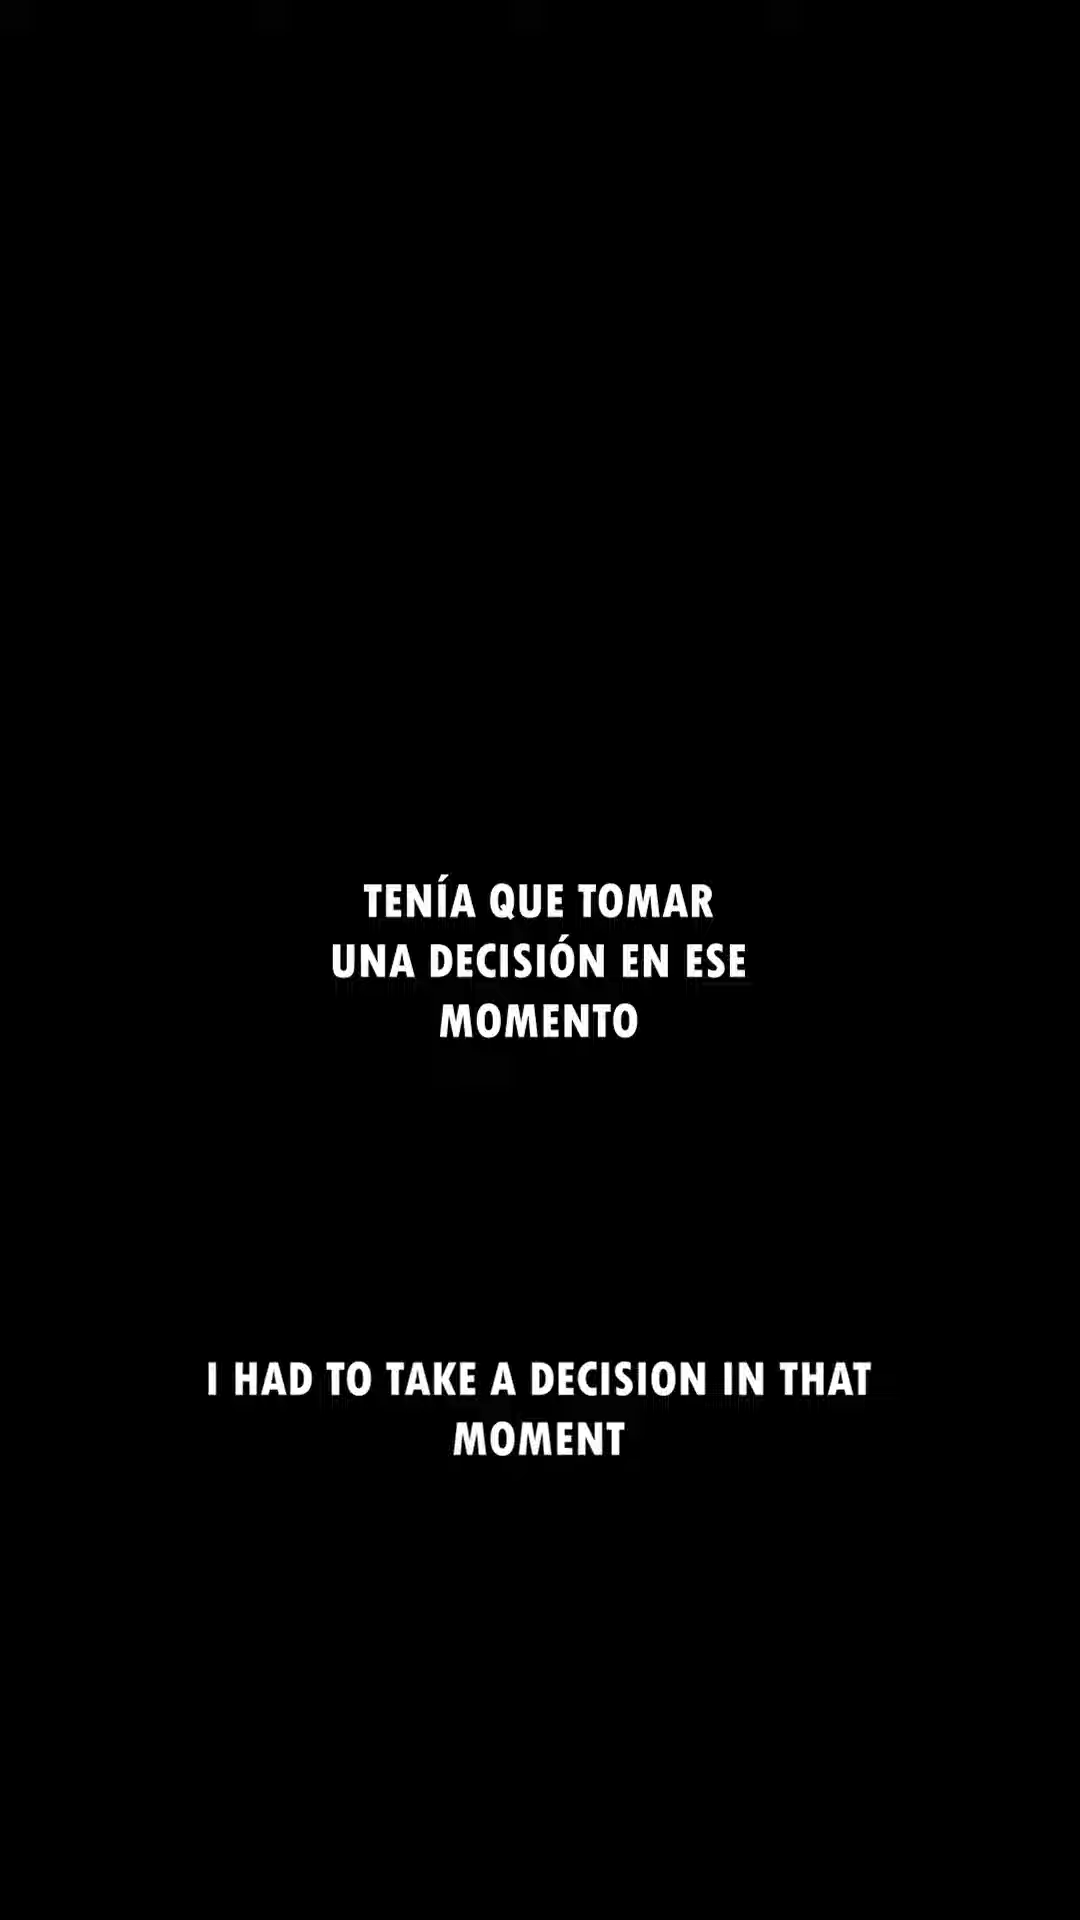 TENÍA QUE TOMAR
UNA DECISIÓN EN ESE
MOMENTO
I HAD TO TAKE A DECISION IN THAT
MOMENT